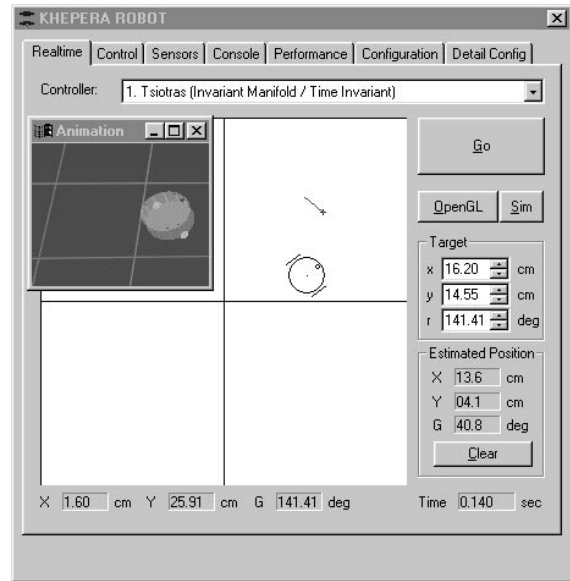 KHEPERA ROBOT
Realtime Control Sensors Console Performance Configuration Detail Config
Controller: 1. Tsiotras (Invariant Manifold / Time Invariant)
Animation
Go
OpenGL Sim
Target
x 16.20 cm
y 14.55 cm
r 141.41 deg
Estimated Position
X 13.6 cm
Y 04.1 cm
G 40.8 deg
Clear
X 1.60 cm Y 25.91 cm G 141.41 deg Time 0.140 sec